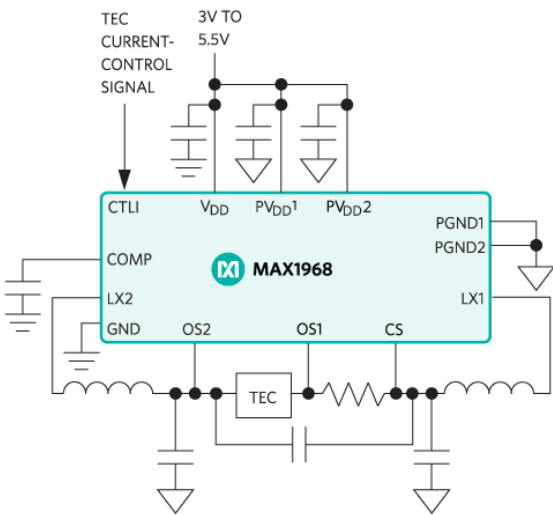 TEC
CURRENT-
CONTROL
SIGNAL
3V TO
5.5V
CTLI
VDD
PVDD1
PVDD2
PGND1
PGND2
COMP
MAX1968
LX2
LX1
GND
OS2
OS1
CS
TEC